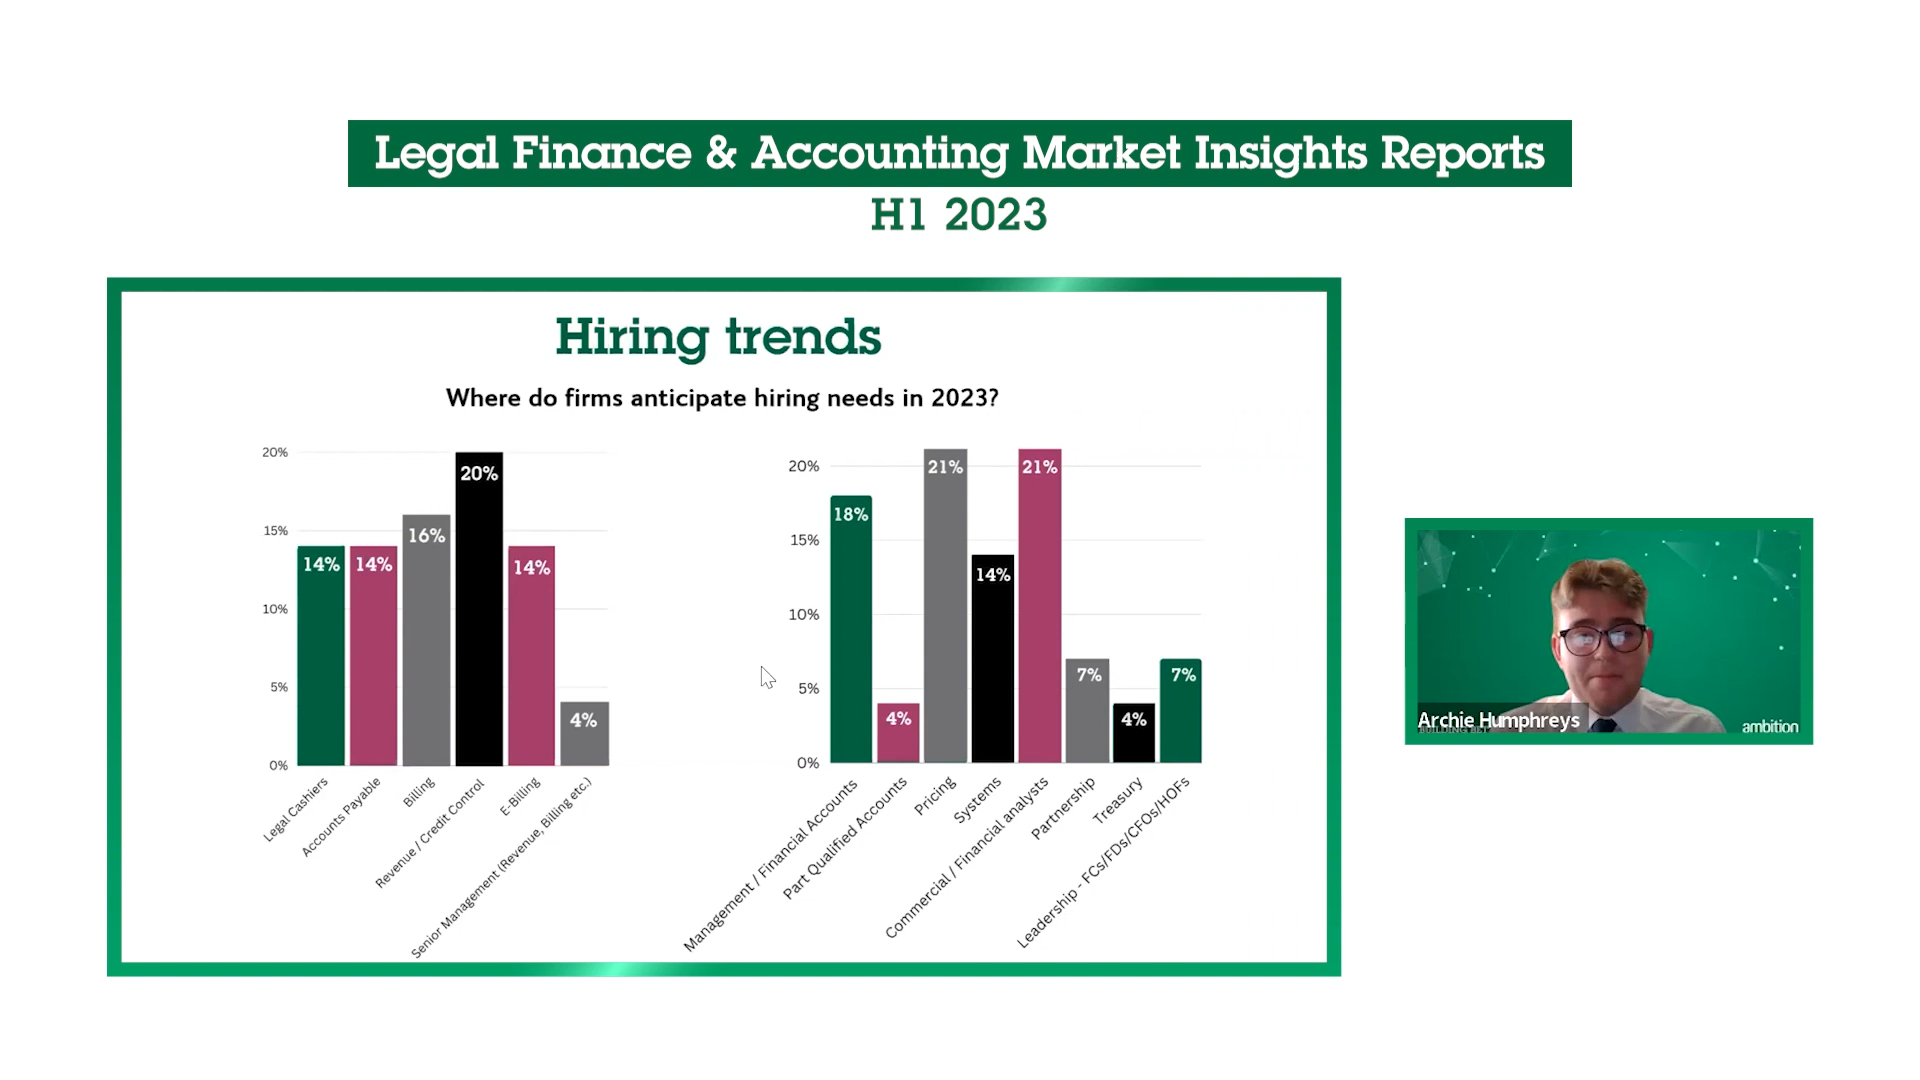 Legal Finance & Accounting Market Insights Reports
H1 2023
Hiring trends
Where do firms anticipate hiring needs in 2023?
20%
15%
10%
5%
0%
14%
14%
16%
20%
14%
4%
Legal Cashiers
Accounts Payable
Billing
Revenue / Credit Control
E-Billing
Senior Management (Revenue, Billing etc.)
20%
15%
10%
5%
0%
18%
4%
21%
14%
21%
7%
4%
7%
Management / Financial Accounts
Part Qualified Accounts
Pricing
Systems
Commercial / Financial analysts
Partnership
Treasury
Leadership - FCs/FDs/CFOs/HOFs
Archie Humphreys
ambition